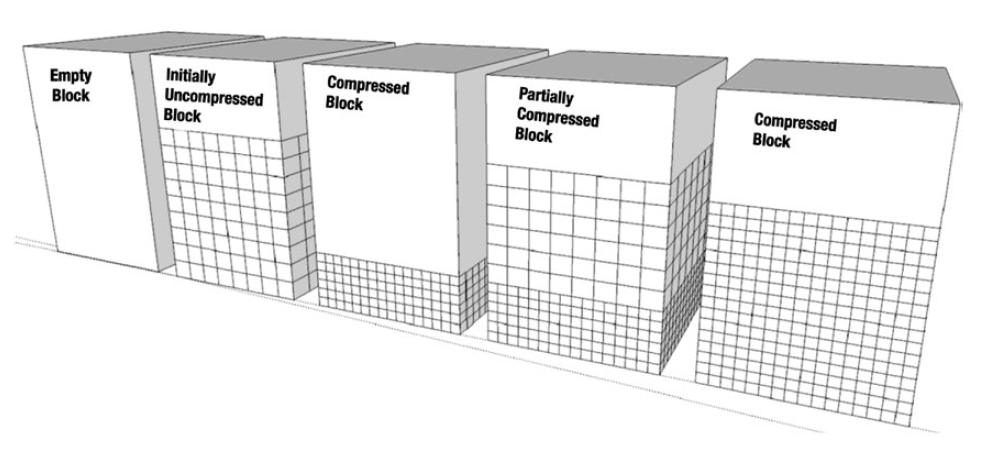 Empty
Block
Initially
Uncompressed
Block
Compressed
Block
Partially
Compressed
Block
Compressed
Block